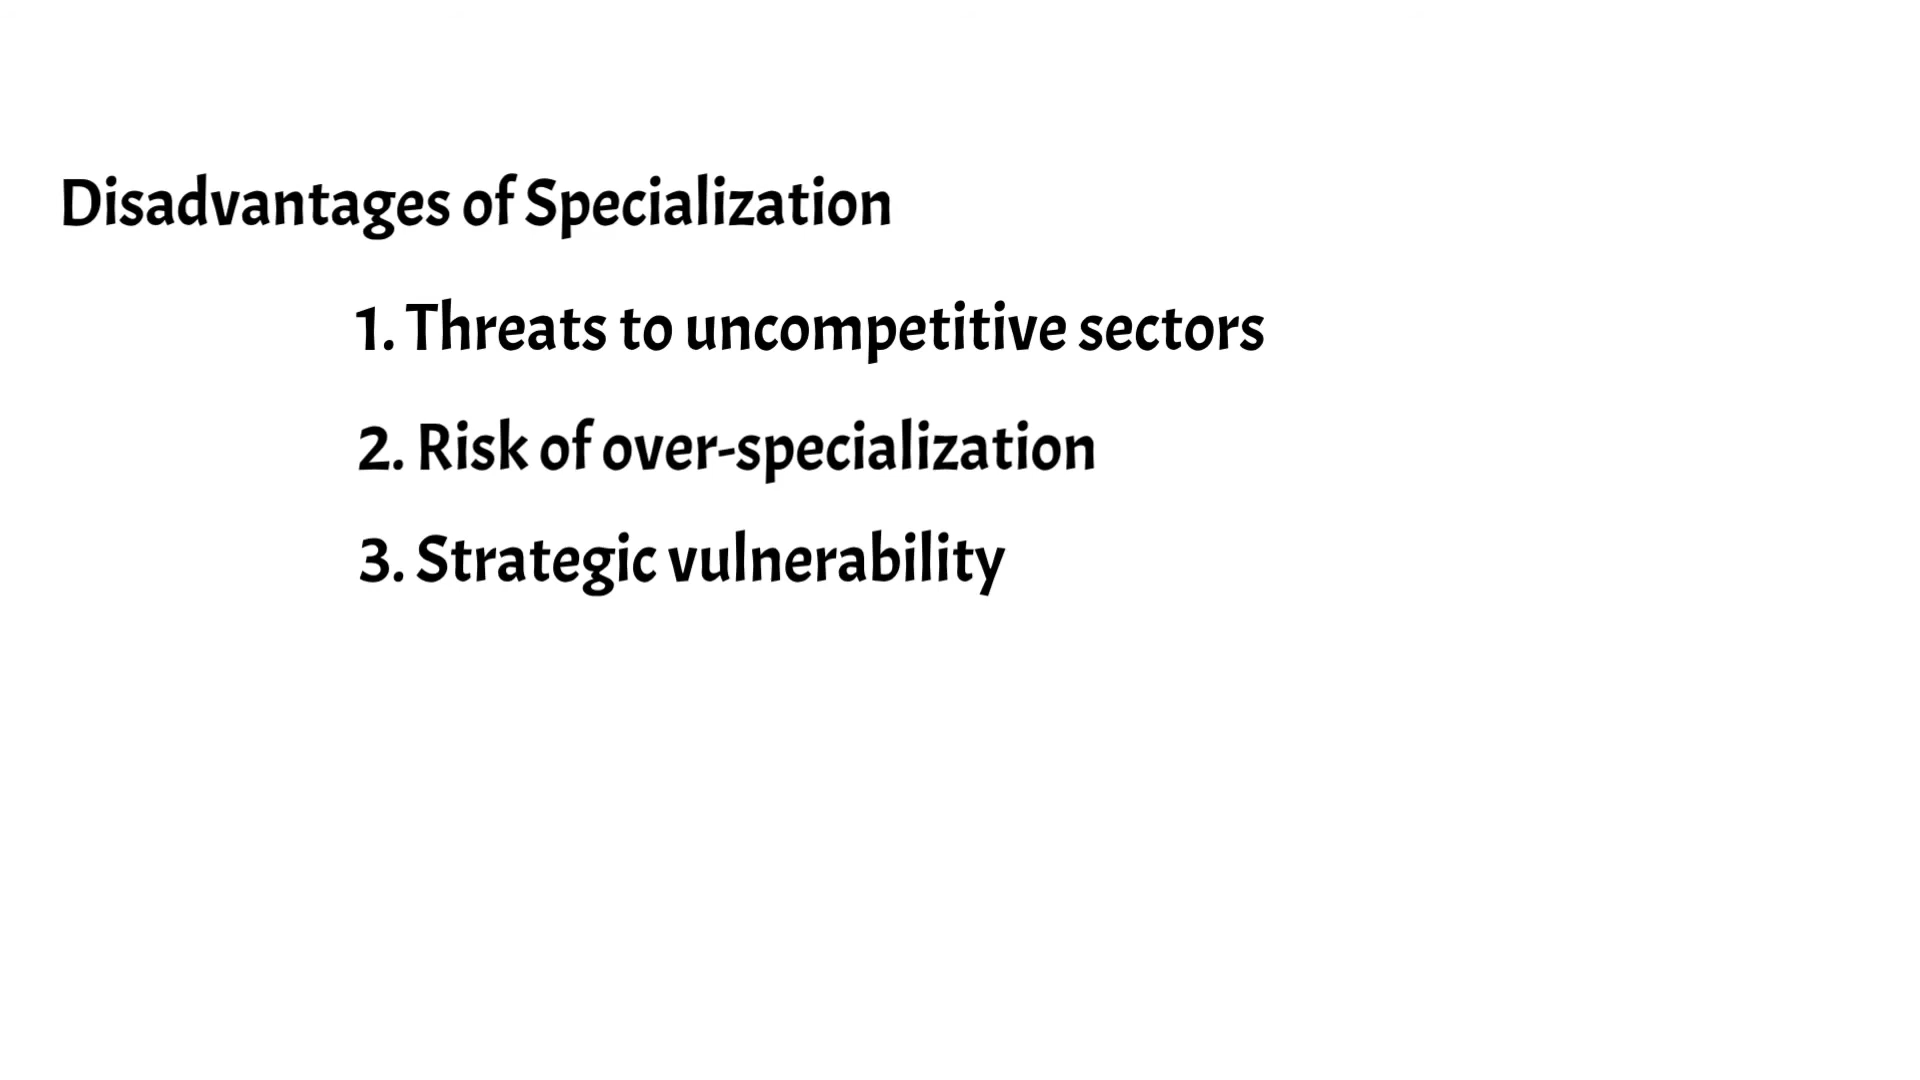 Disadvantages of Specialization
1. Threats to uncompetitive sectors
2. Risk of over-specialization
3. Strategic vulnerability